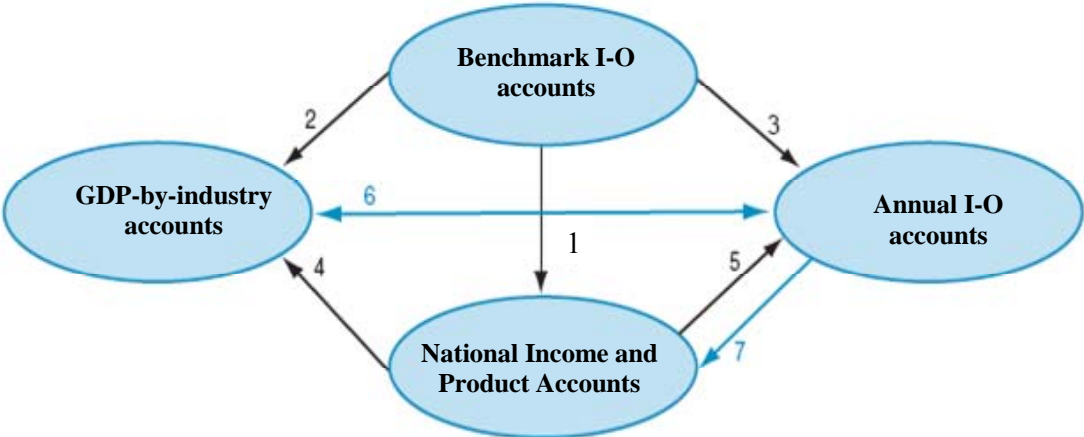 Benchmark I-O
accounts
2
3
GDP-by-industry
accounts
6
Annual I-O
accounts
1
4
5
National Income and
Product Accounts
7